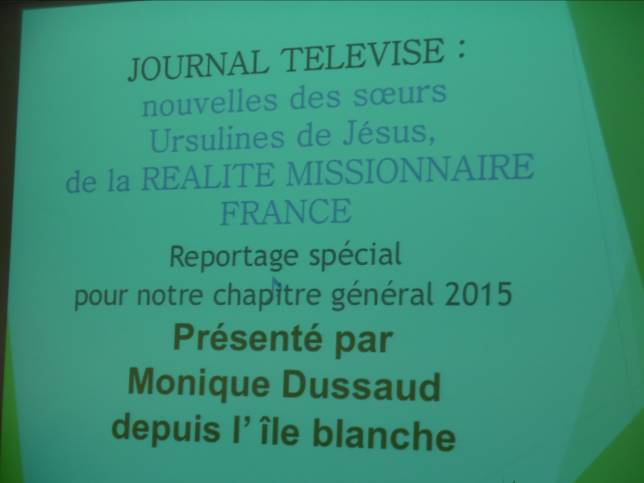 JOURNAL TELEVISE :
nouvelles des sœurs
Ursulines de Jésus,
de la REALITE MISSIONNAIRE
FRANCE
Reportage spécial
pour notre chapitre général 2015
Présenté par
Monique Dussaud
depuis l' île blanche